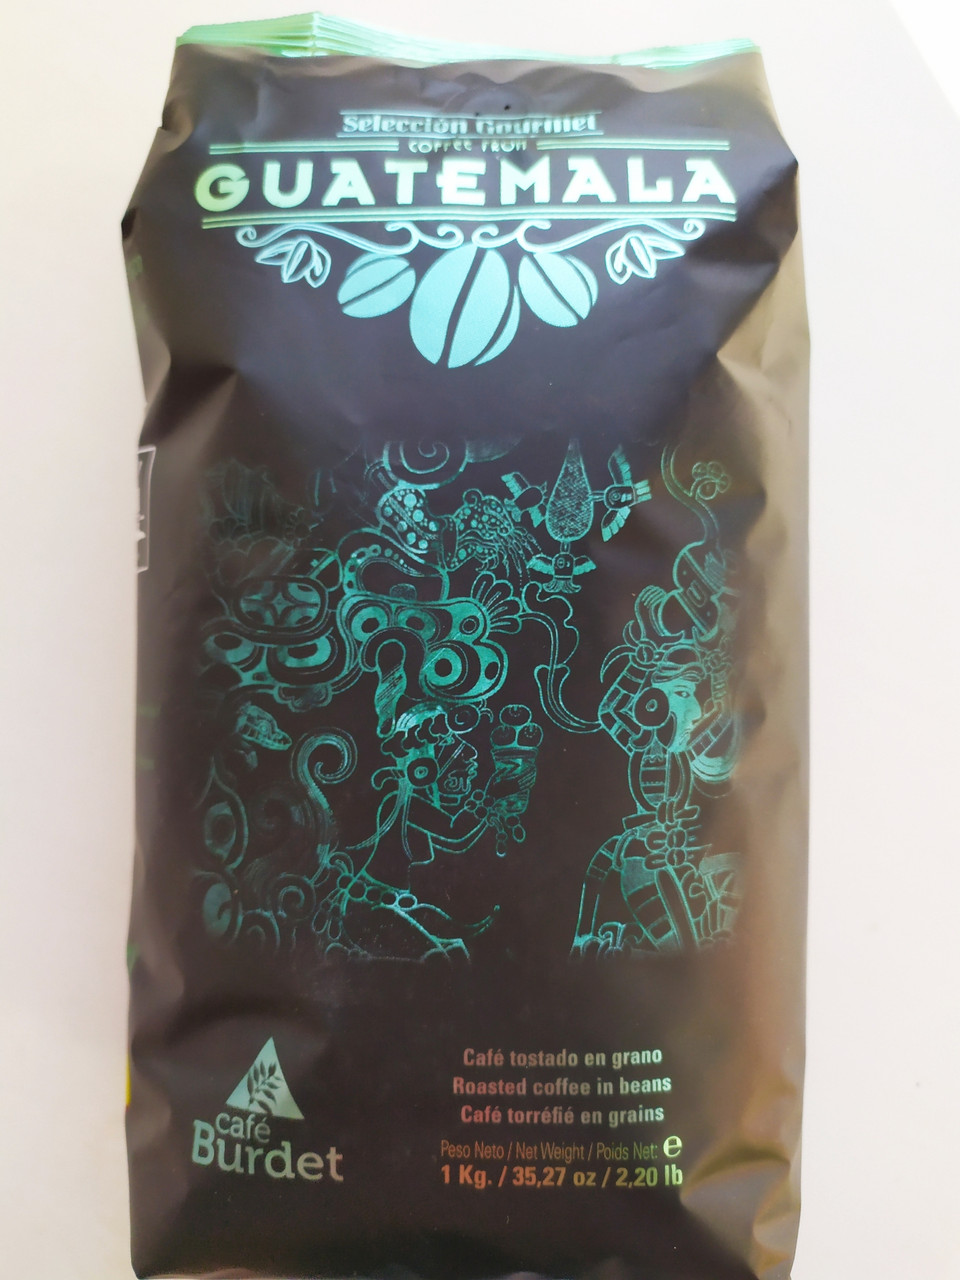 Selección Gourmet
COFFEE FROM
GUATEMALA
Café tostado en grano
Roasted coffee in beans
Café torréfié en grains
Peso Neto / Net Weight / Poids Net: e
1 Kg. / 35,27 oz / 2,20 lb
café
Burdet